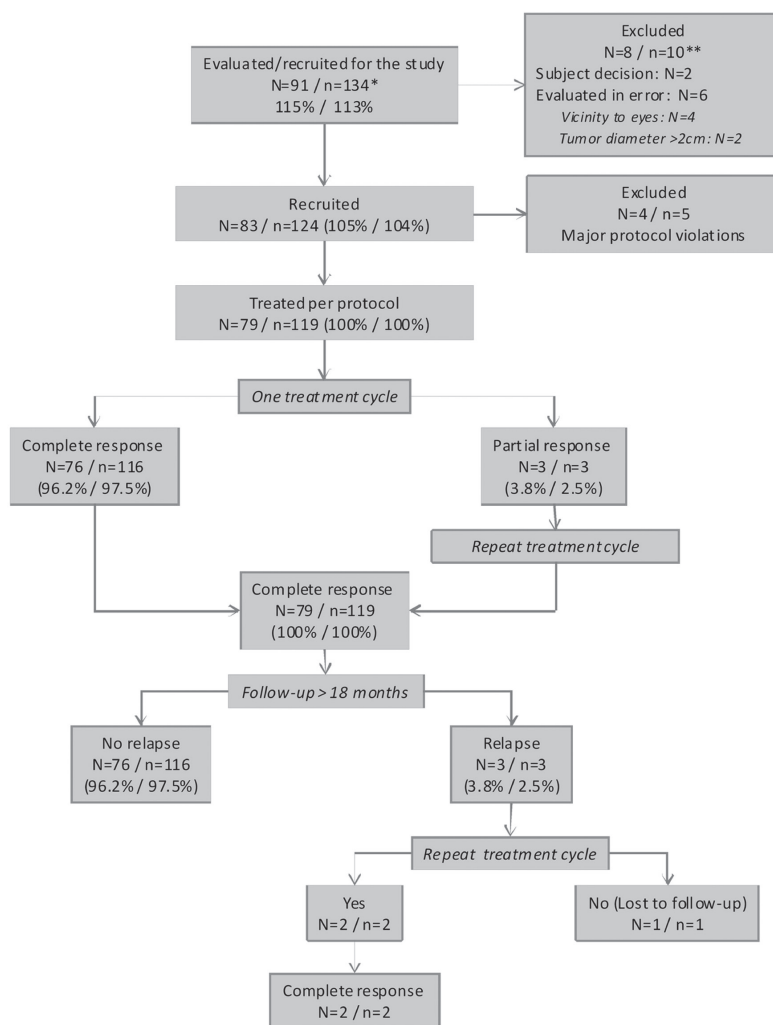 Evaluated/recruited for the study
N=91 / n=134*
115% / 113%
Excluded
N=8 / n=10**
Subject decision: N=2
Evaluated in error: N=6
Vicinity to eyes: N=4
Tumor diameter >2cm: N=2
Recruited
N=83 / n=124 (105% / 104%)
Excluded
N=4 / n=5
Major protocol violations
Treated per protocol
N=79 / n=119 (100% / 100%)
One treatment cycle
Complete response
N=76 / n=116
(96.2% / 97.5%)
Partial response
N=3 / n=3
(3.8% / 2.5%)
Repeat treatment cycle
Complete response
N=79 / n=119
(100% / 100%)
Follow-up > 18 months
No relapse
N=76 / n=116
(96.2% / 97.5%)
Relapse
N=3 / n=3
(3.8% / 2.5%)
Repeat treatment cycle
Yes
N=2 / n=2
No (Lost to follow-up)
N=1 / n=1
Complete response
N=2 / n=2